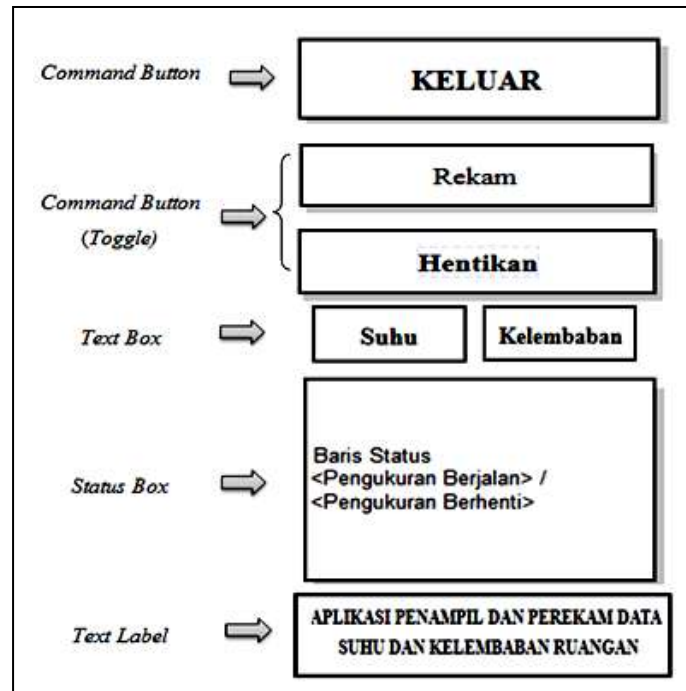 Command Button
KELUAR
Command Button
(Toggle)
Rekam
Hentikan
Text Box
Suhu
Kelembaban
Status Box
Baris Status
<Pengukuran Berjalan> /
<Pengukuran Berhenti>
Text Label
APLIKASI PENAMPIL DAN PEREKAM DATA
SUHU DAN KELEMBABAN RUANGAN